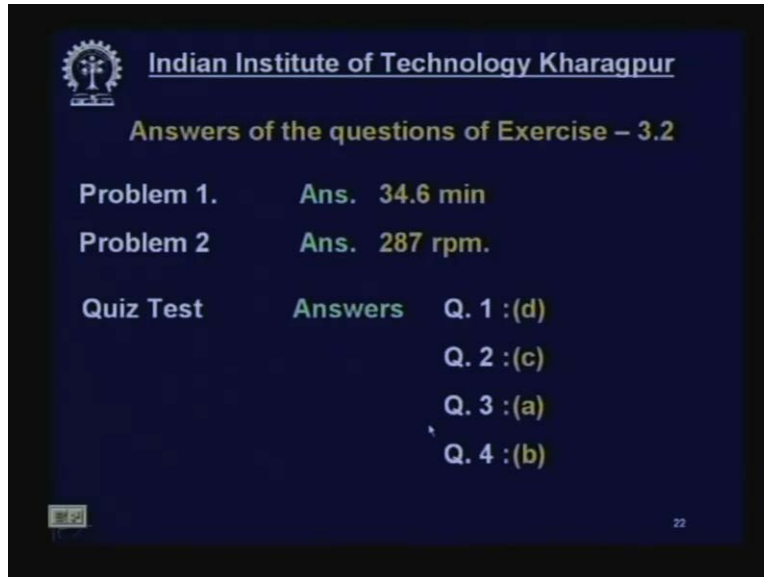 Indian Institute of Technology Kharagpur
Answers of the questions of Exercise – 3.2
Problem 1. Ans. 34.6 min
Problem 2 Ans. 287 rpm.
Quiz Test Answers Q. 1 :(d)
Q. 2 :(c)
Q. 3 :(a)
Q. 4 :(b)
22